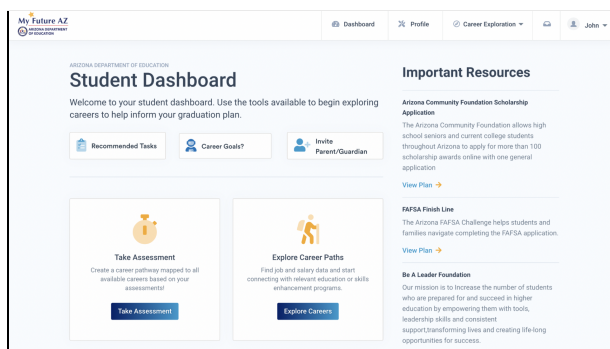 My Future AZ
ARIZONA DEPARTMENT
OF EDUCATION
Dashboard
Profile
Career Exploration
John
ARIZONA DEPARTMENT OF EDUCATION
Student Dashboard
Welcome to your student dashboard. Use the tools available to begin exploring
careers to help inform your graduation plan.
Recommended Tasks
Career Goals?
Invite
Parent/Guardian
Take Assessment
Create a career pathway mapped to all
available careers based on your
assessments!
Take Assessment
Explore Career Paths
Find job and salary data and start
connecting with relevant education or skills
enhancement programs.
Explore Careers
Important Resources
Arizona Community Foundation Scholarship
Application
The Arizona Community Foundation allows high
school seniors and current college students
throughout Arizona to apply for more than 100
scholarship awards online with one general
application
View Plan
FAFSA Finish Line
The Arizona FAFSA Challenge helps students and
families navigate completing the FAFSA application.
View Plan
Be A Leader Foundation
Our mission is to Increase the number of students
who are prepared for and succeed in higher
education by empowering them with tools,
leadership skills and consistent
support,transforming lives and creating life-long
opportunities for success.